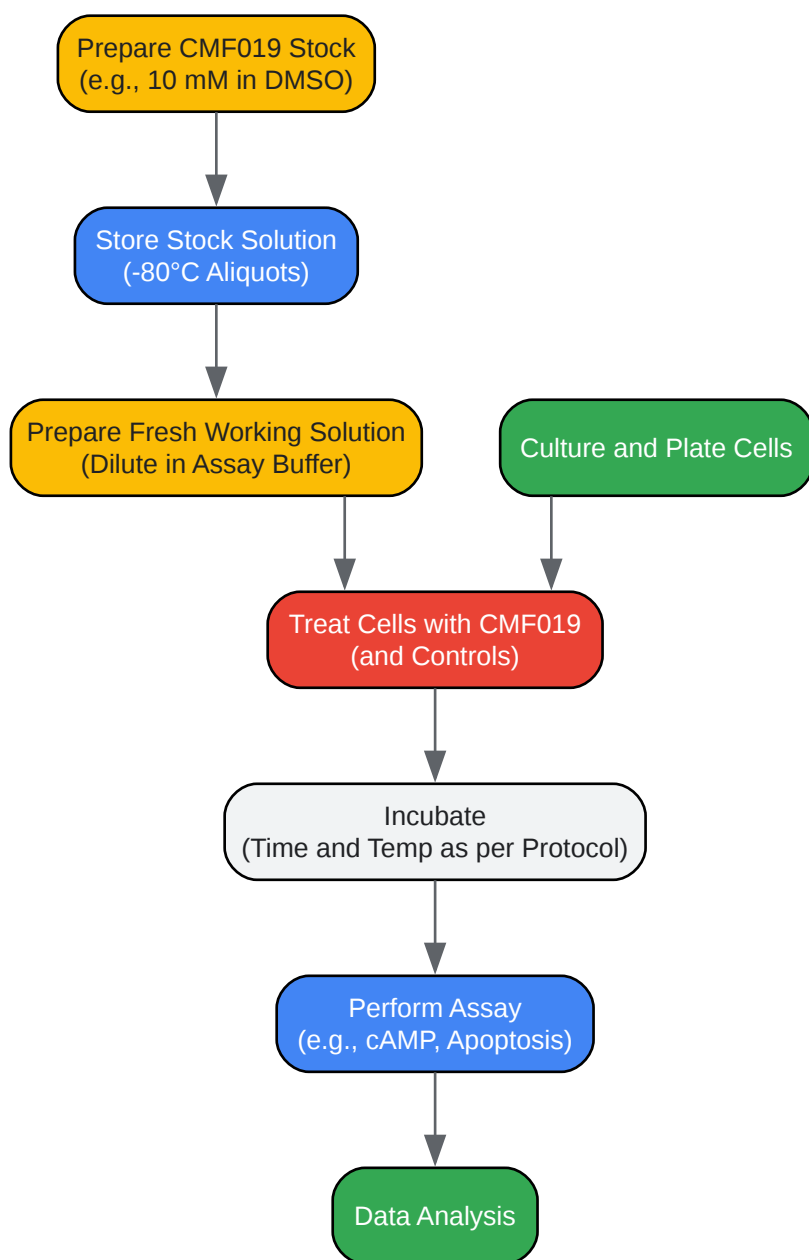 Prepare CMF019 Stock
(e.g., 10 mM in DMSO)
Store Stock Solution
(-80°C Aliquots)
Prepare Fresh Working Solution
(Dilute in Assay Buffer)
Culture and Plate Cells
Treat Cells with CMF019
(and Controls)
Incubate
(Time and Temp as per Protocol)
Perform Assay
(e.g., cAMP, Apoptosis)
Data Analysis